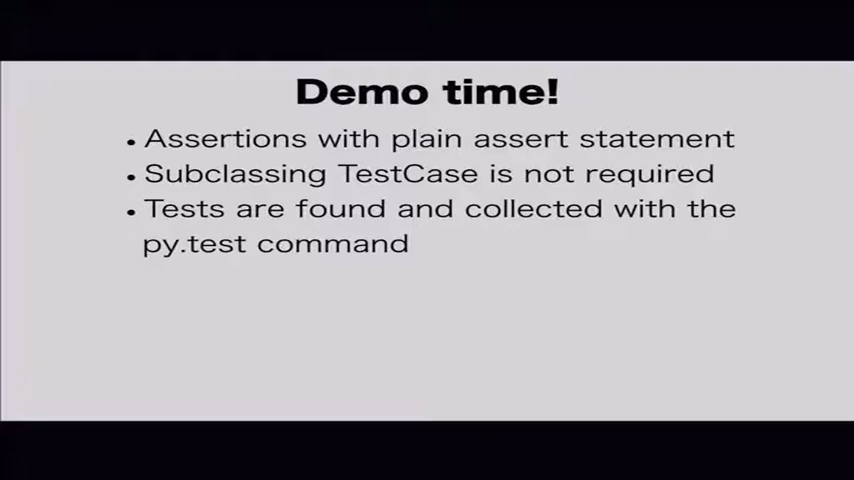 Demo time!
• Assertions with plain assert statement
• Subclassing TestCase is not required
• Tests are found and collected with the
py.test command